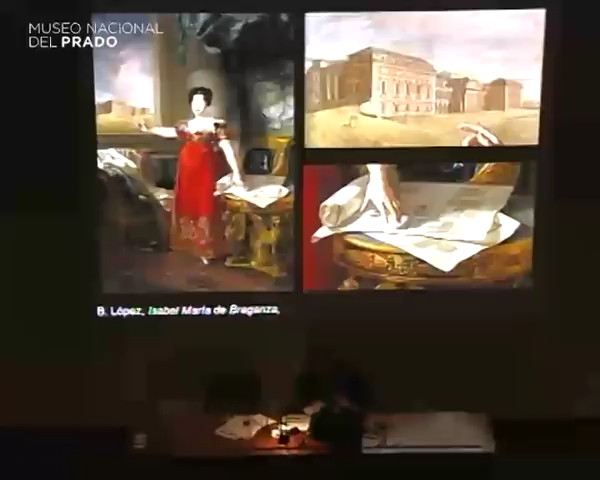 MUSEO NACIONAL
DEL PRADO
B. López, Isabel María de Braganza,